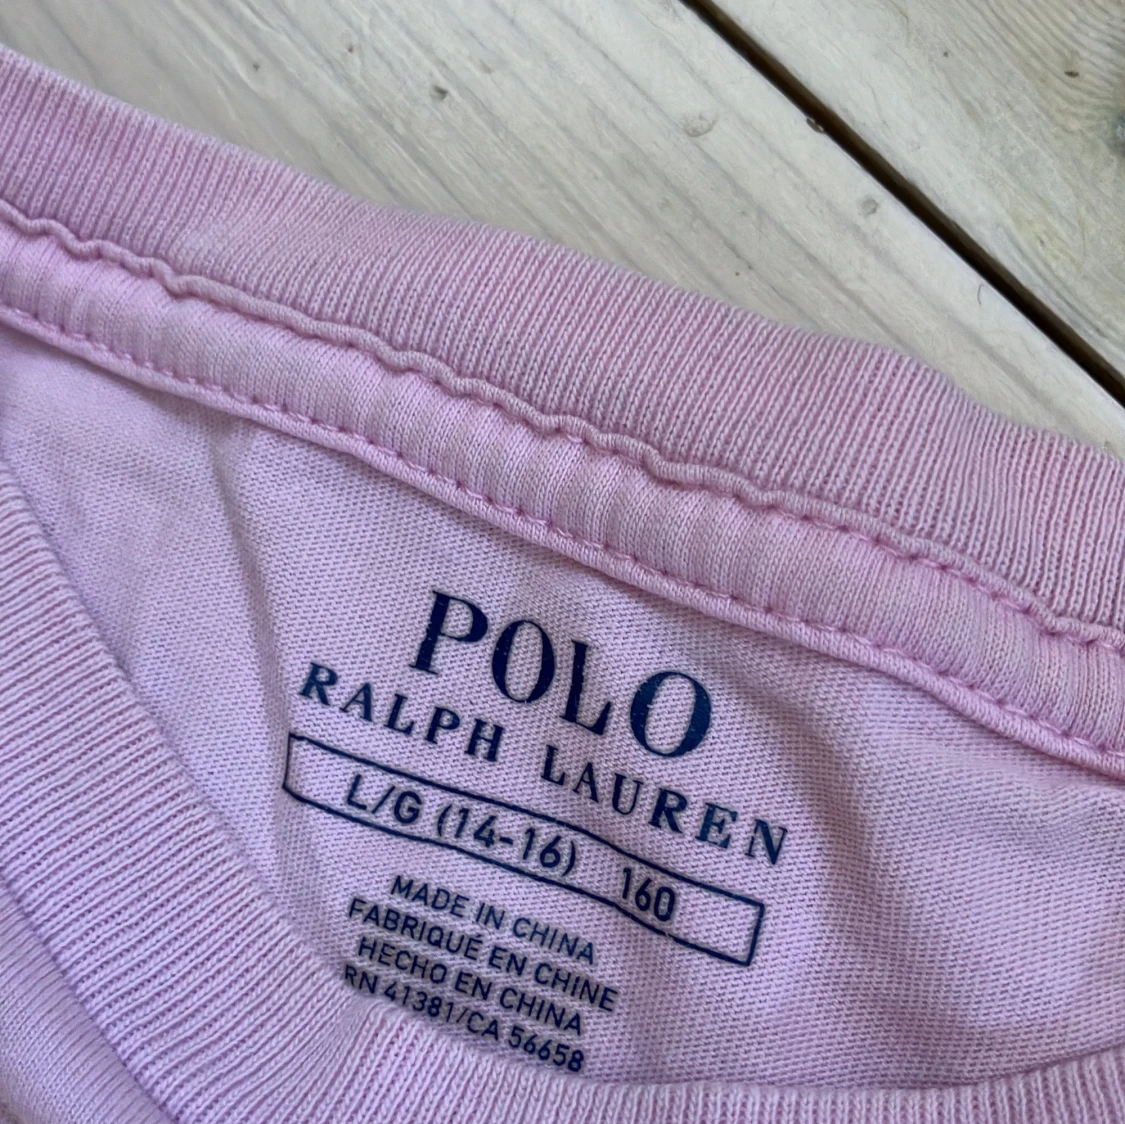 POLO
RALPH LAUREN
L/G (14-16) 160
MADE IN CHINA
FABRIQUÉ EN CHINE
HECHO EN CHINA
RN 41381/CA 56658